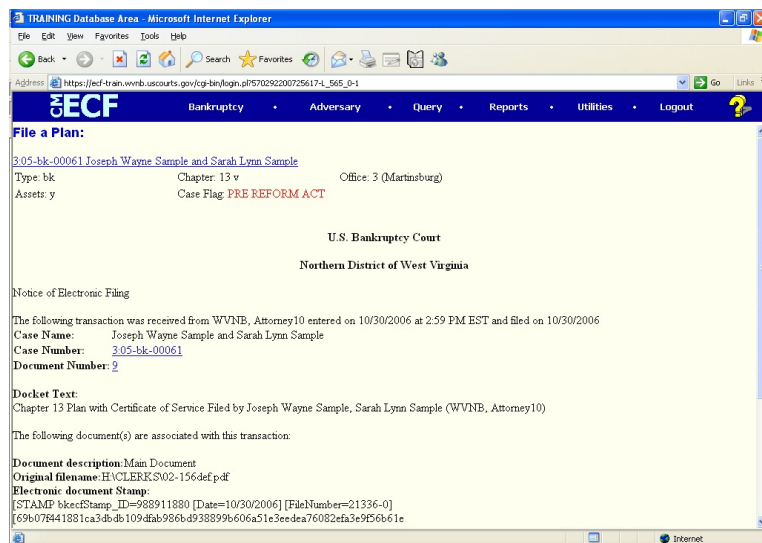 TRAINING Database Area - Microsoft Internet Explorer
File Edit View Favorites Tools Help
Back Search Favorites
Address https://ecf-train.wvnb.uscourts.gov/cgi-bin/login.pl?570292200725617-L_565_0-1 Go Links
CM ECF Bankruptcy • Adversary • Query • Reports • Utilities • Logout ?
File a Plan:
3:05-bk-00061 Joseph Wayne Sample and Sarah Lynn Sample
Type: bk Chapter: 13 v Office: 3 (Martinsburg)
Assets: y Case Flag: PRE REFORM ACT
U.S. Bankruptcy Court
Northern District of West Virginia
Notice of Electronic Filing
The following transaction was received from WVNB, Attorney10 entered on 10/30/2006 at 2:59 PM EST and filed on 10/30/2006
Case Name: Joseph Wayne Sample and Sarah Lynn Sample
Case Number: 3:05-bk-00061
Document Number: 9
Docket Text:
Chapter 13 Plan with Certificate of Service Filed by Joseph Wayne Sample, Sarah Lynn Sample (WVNB, Attorney10)
The following document(s) are associated with this transaction:
Document description:Main Document
Original filename:H:\CLERKS\02-156def.pdf
Electronic document Stamp:
[STAMP bkecfStamp_ID=988911880 [Date=10/30/2006] [FileNumber=21336-0]
[69b07f441881ca3dbdb109dfab986bd938899b606a51e3eedea76082efa3e9f56b61e
Internet